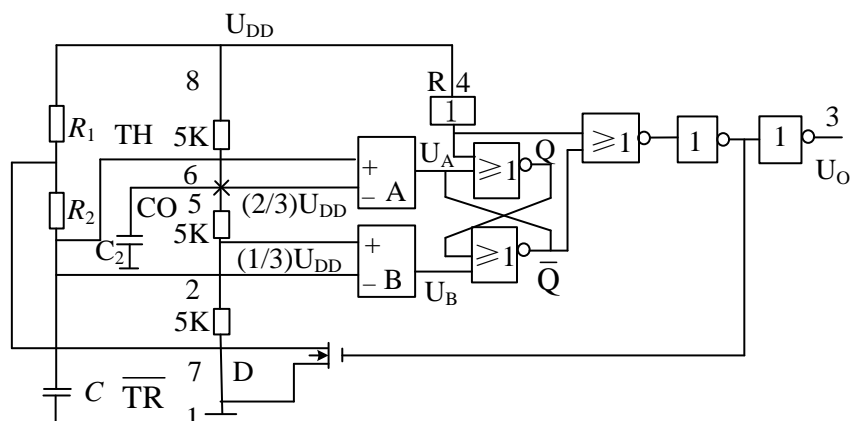 U_DD
8
R 4
1
3
R₁
TH
5K
U_A
≥1
Q
≥1
1
1
U_O
6
+
− A
R₂
CO
5
(2/3)U_DD
5K
C₂
(1/3)U_DD
+
− B
≥1
Q̅
U_B
2
5K
7
D
C
T̅R̅
1